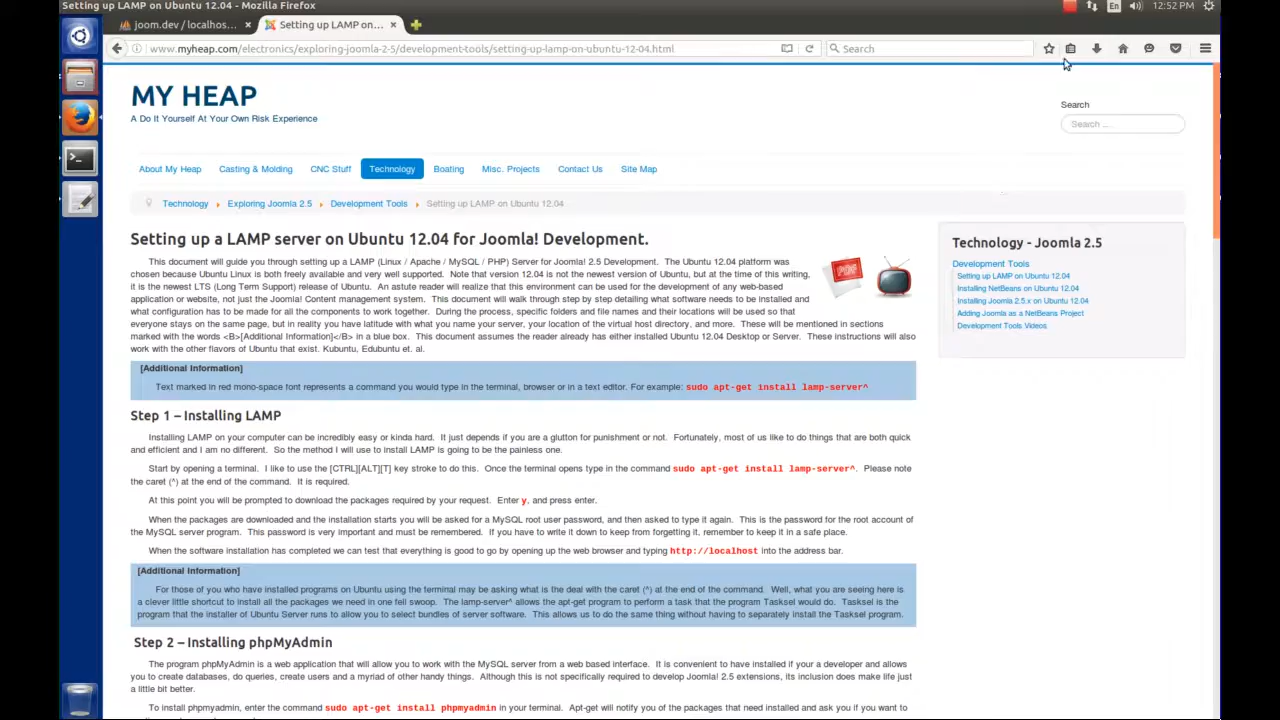 Setting up LAMP on Ubuntu 12.04 - Mozilla Firefox
En
12:52 PM
joom.dev / localhos...
Setting up LAMP on...
www.myheap.com/electronics/exploring-joomla-2-5/development-tools/setting-up-lamp-on-ubuntu-12-04.html
Search
MY HEAP
A Do It Yourself At Your Own Risk Experience
Search
Search ...
About My Heap
Casting & Molding
CNC Stuff
Technology
Boating
Misc. Projects
Contact Us
Site Map
Technology
Exploring Joomla 2.5
Development Tools
Setting up LAMP on Ubuntu 12.04
Setting up a LAMP server on Ubuntu 12.04 for Joomla! Development.
This document will guide you through setting up a LAMP (Linux / Apache / MySQL / PHP) Server for Joomla! 2.5 Development. The Ubuntu 12.04 platform was
chosen because Ubuntu Linux is both freely available and very well supported. Note that version 12.04 is not the newest version of Ubuntu, but at the time of this writing,
it is the newest LTS (Long Term Support) release of Ubuntu. An astute reader will realize that this environment can be used for the development of any web-based
application or website, not just the Joomla! Content management system. This document will walk through step by step detailing what software needs to be installed and
what configuration has to be made for all the components to work together. During the process, specific folders and file names and their locations will be used so that
everyone stays on the same page, but in reality you have latitude with what you name your server, your location of the virtual host directory, and more. These will be mentioned in sections
marked with the words <B>[Additional Information]</B> in a blue box. This document assumes the reader already has either installed Ubuntu 12.04 Desktop or Server. These instructions will also
work with the other flavors of Ubuntu that exist. Kubuntu, Edubuntu et. al.
PDF
[Additional Information]
Text marked in red mono-space font represents a command you would type in the terminal, browser or in a text editor. For example: sudo apt-get install lamp-server^
Step 1 – Installing LAMP
Installing LAMP on your computer can be incredibly easy or kinda hard. It just depends if you are a glutton for punishment or not. Fortunately, most of us like to do things that are both quick
and efficient and I am no different. So the method I will use to install LAMP is going to be the painless one.
Start by opening a terminal. I like to use the [CTRL][ALT][T] key stroke to do this. Once the terminal opens type in the command sudo apt-get install lamp-server^. Please note
the caret (^) at the end of the command. It is required.
At this point you will be prompted to download the packages required by your request. Enter y, and press enter.
When the packages are downloaded and the installation starts you will be asked for a MySQL root user password, and then asked to type it again. This is the password for the root account of
the MySQL server program. This password is very important and must be remembered. If you have to write it down to keep from forgetting it, remember to keep it in a safe place.
When the software installation has completed we can test that everything is good to go by opening up the web browser and typing http://localhost into the address bar.
[Additional Information]
For those of you who have installed programs on Ubuntu using the terminal may be asking what is the deal with the caret (^) at the end of the command. Well, what you are seeing here is
a clever little shortcut to install all the packages we need in one fell swoop. The lamp-server^ allows the apt-get program to perform a task that the program Tasksel would do. Tasksel is the
program that the installer of Ubuntu Server runs to allow you to select bundles of server software. This allows us to do the same thing without having to separately install the Tasksel program.
Step 2 – Installing phpMyAdmin
The program phpMyAdmin is a web application that will allow you to work with the MySQL server from a web based interface. It is convenient to have installed if your a developer and allows
you to create databases, do queries, create users and a myriad of other handy things. Although this is not specifically required to develop Joomla! 2.5 extensions, its inclusion does make life just
a little bit better.
To install phpmyadmin, enter the command sudo apt-get install phpmyadmin in your terminal. Apt-get will notify you of the packages that need installed and ask you if you want to
Technology - Joomla 2.5
Development Tools
Setting up LAMP on Ubuntu 12.04
Installing NetBeans on Ubuntu 12.04
Installing Joomla 2.5.x on Ubuntu 12.04
Adding Joomla as a NetBeans Project
Development Tools Videos